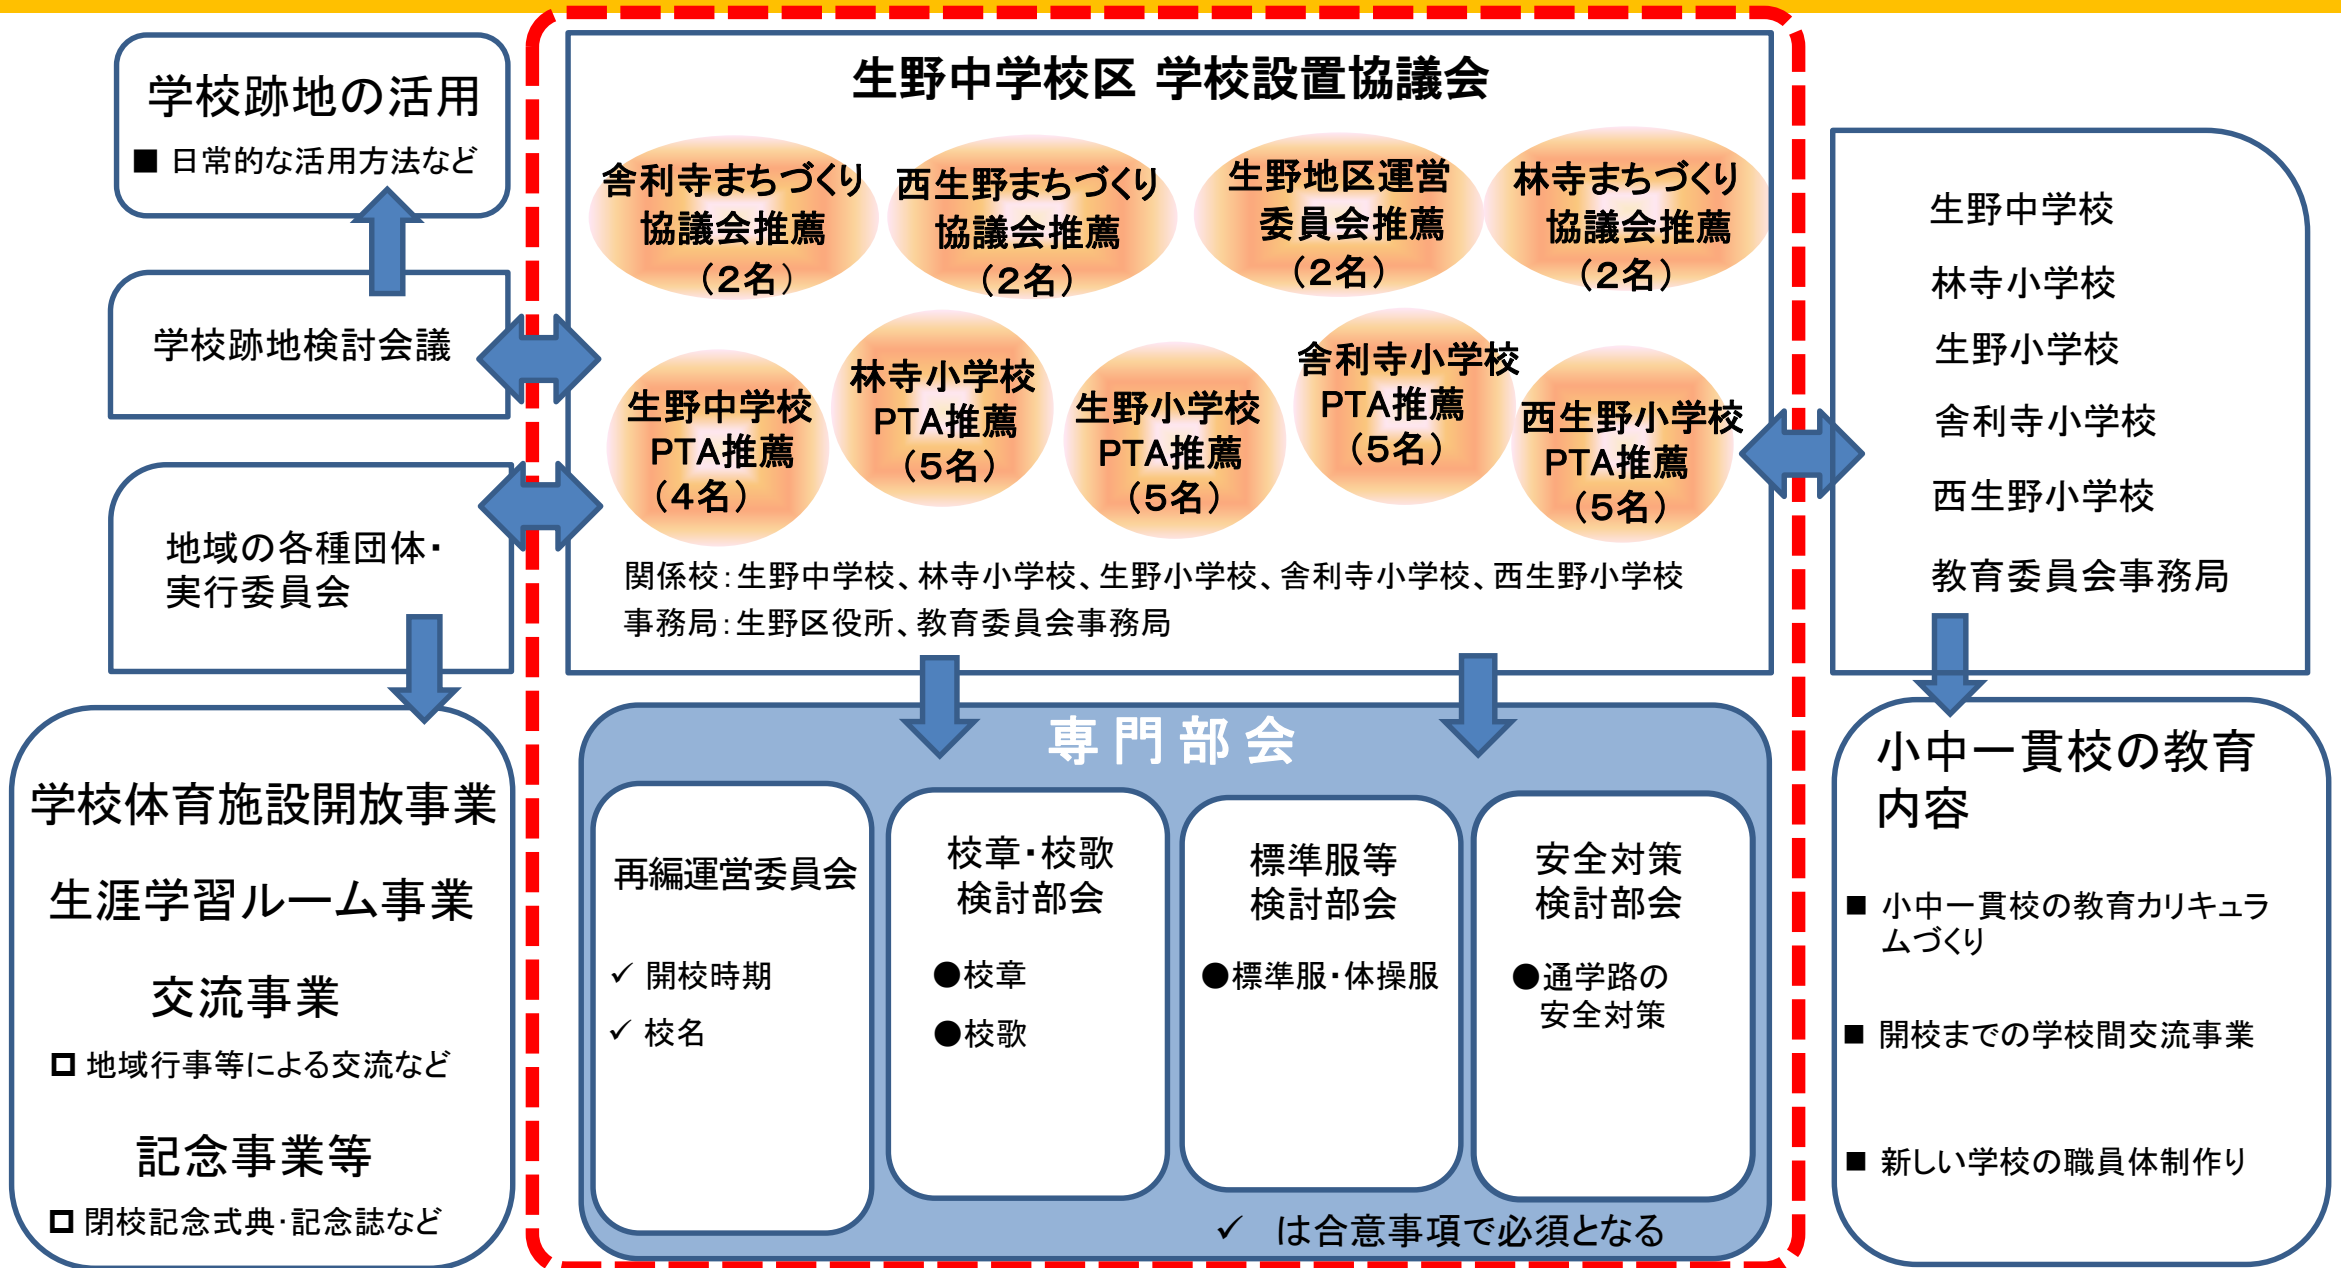 学校跡地の活用
■ 日常的な活用方法など
学校跡地検討会議
地域の各種団体・
実行委員会
学校体育施設開放事業
生涯学習ルーム事業
交流事業
□ 地域行事等による交流など
記念事業等
□ 閉校記念式典・記念誌など
生野中学校区 学校設置協議会
舎利寺まちづくり
協議会推薦
（２名）
西生野まちづくり
協議会推薦
（２名）
生野地区運営
委員会推薦
（２名）
林寺まちづくり
協議会推薦
（２名）
生野中学校
PTA推薦
（４名）
林寺小学校
PTA推薦
（５名）
生野小学校
PTA推薦
（５名）
舎利寺小学校
PTA推薦
（５名）
西生野小学校
PTA推薦
（５名）
関係校：生野中学校、林寺小学校、生野小学校、舎利寺小学校、西生野小学校
事務局：生野区役所、教育委員会事務局
専門部会
再編運営委員会
✓ 開校時期
✓ 校名
校章・校歌
検討部会
●校章
●校歌
標準服等
検討部会
●標準服・体操服
安全対策
検討部会
●通学路の
安全対策
✓ は合意事項で必須となる
生野中学校
林寺小学校
生野小学校
舎利寺小学校
西生野小学校
教育委員会事務局
小中一貫校の教育
内容
■ 小中一貫校の教育カリキュラ
ムづくり
■ 開校までの学校間交流事業
■ 新しい学校の職員体制作り